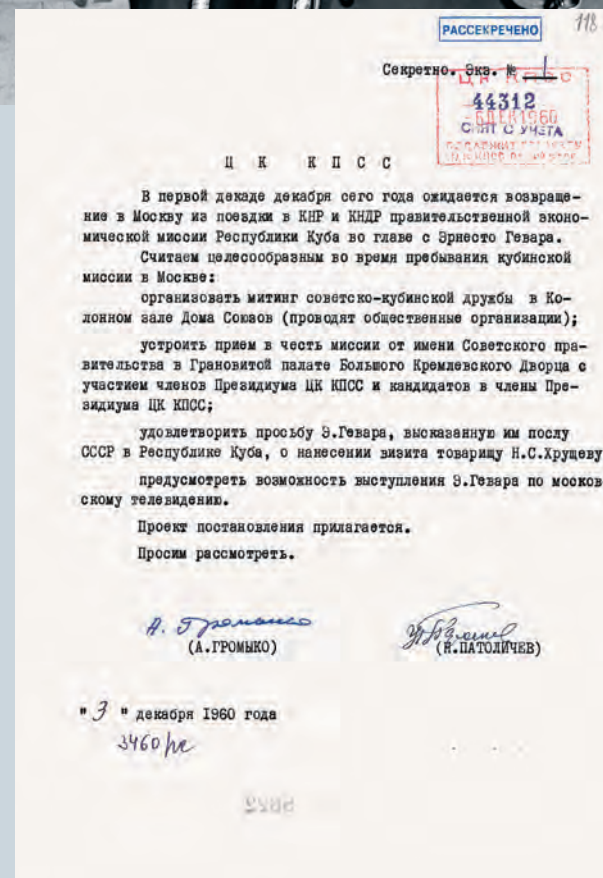 РАССЕКРЕЧЕНО
118
Секретно. Экз. № 1
ЦК КПСС
44312
5 ДЕК 1960
СНЯТ С УЧЕТА
Ц К К П С С
В первой декаде декабря сего года ожидается возвраще-
ние в Москву из поездки в КНР и КНДР правительственной эконо-
мической миссии Республики Куба во главе с Эрнесто Гевара.
Считаем целесообразным во время пребывания кубинской
миссии в Москве:
организовать митинг советско-кубинской дружбы в Ко-
лонном зале Дома Союзов (проводят общественные организации);
устроить прием в честь миссии от имени Советского пра-
вительства в Грановитой палате Большого Кремлевского Дворца с
участием членов Президиума ЦК КПСС и кандидатов в члены Пре-
зидиума ЦК КПСС;
удовлетворить просьбу Э.Гевара, высказанную им послу
СССР в Республике Куба, о нанесении визита товарищу Н.С.Хрущеву
предусмотреть возможность выступления Э.Гевара по москов
скому телевидению.
Проект постановления прилагается.
Просим рассмотреть.
А. Громыко
(А.ГРОМЫКО)
(Н.ПАТОЛИЧЕВ)
"3" декабря 1960 года
3460